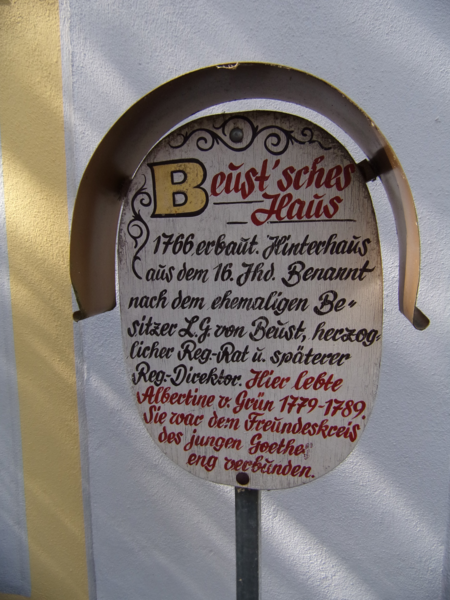 Beust'sches
Haus
1766 erbaut. Hinterhaus
aus dem 16. Jhd. Benannt
nach dem ehemaligen Be-
sitzer L.G. von Beust, herzog-
licher Reg-Rat u. späterer
Reg.-Direktor. Hier lebte
Albertine v. Grün 1779-1789.
Sie war dem Freundeskreis
des jungen Goethe
eng verbunden.